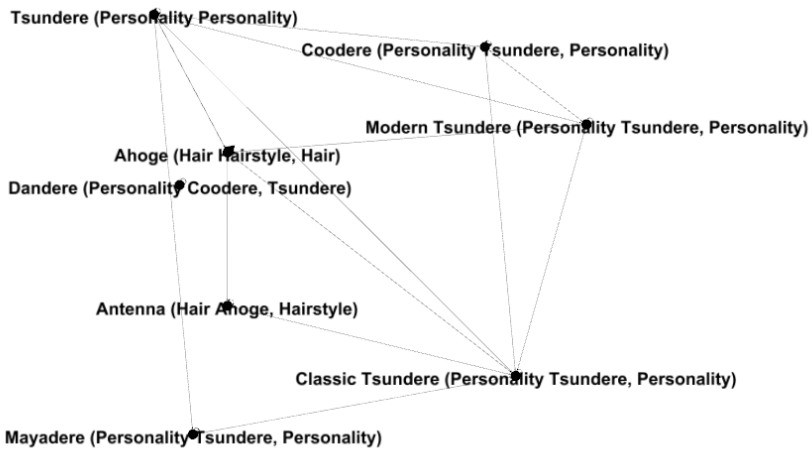 Tsundere (Personality Personality)
Coodere (Personality Tsundere, Personality)
Modern Tsundere (Personality Tsundere, Personality)
Ahoge (Hair Hairstyle, Hair)
Dandere (Personality Coodere, Tsundere)
Antenna (Hair Ahoge, Hairstyle)
Classic Tsundere (Personality Tsundere, Personality)
Mayadere (Personality Tsundere, Personality)